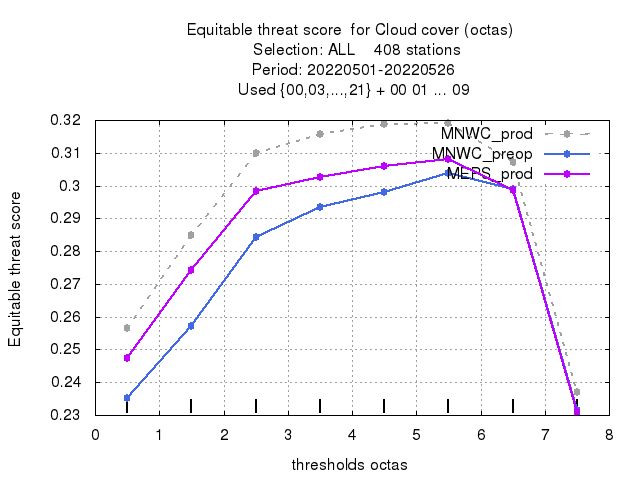 Equitable threat score  for Cloud cover (octas)
Selection: ALL    408 stations
Period: 20220501-20220526
Used {00,03,...,21} + 00 01 ... 09
MNWC_prod
MNWC_preop
MEPS_prod
Equitable threat score
0.32
0.31
0.3
0.29
0.28
0.27
0.26
0.25
0.24
0.23
0 1 2 3 4 5 6 7 8
thresholds octas